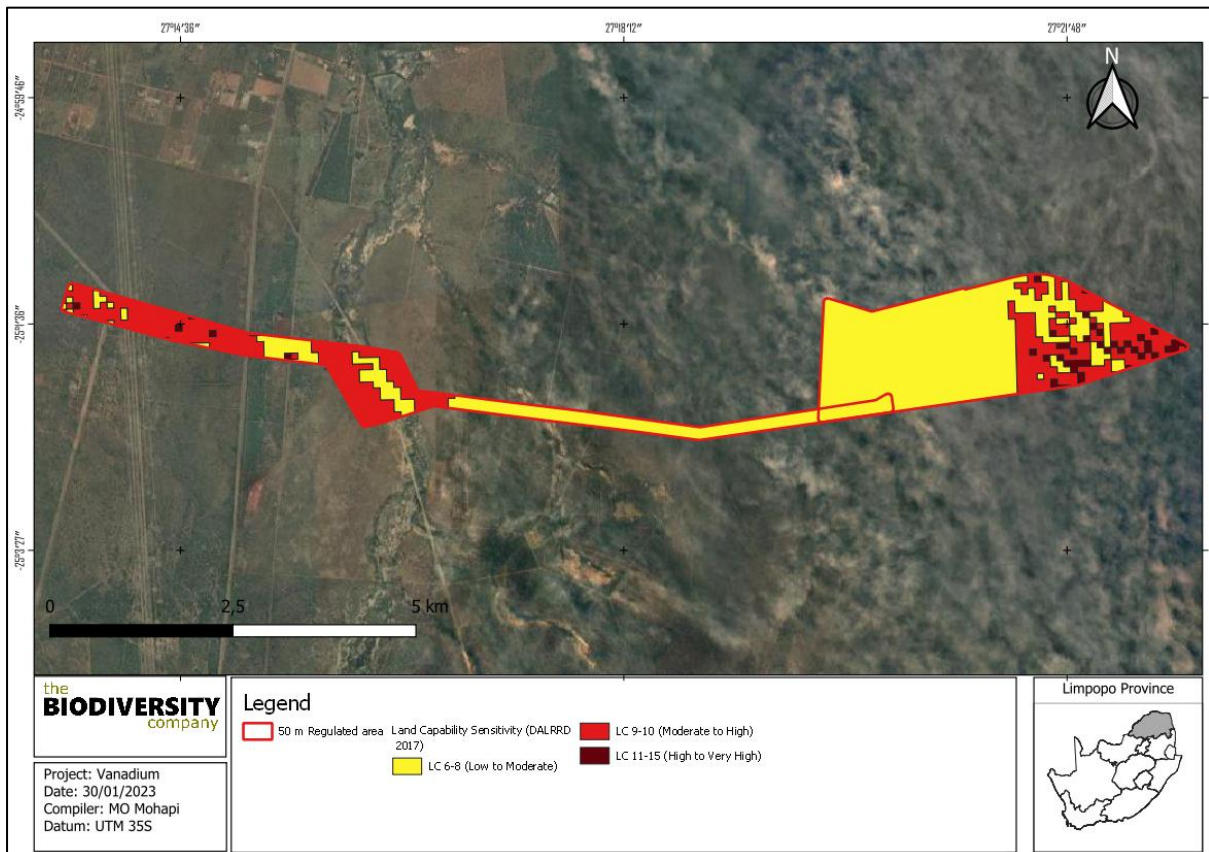 27°14'36"
27°18'12"
27°21'48"
-24°59'46"
N
-25°1'36"
-25°3'27"
0
2,5
5 km
the
BIODIVERSITY
company
Project: Vanadium
Date: 30/01/2023
Compiler: MO Mohapi
Datum: UTM 35S
Legend
50 m Regulated area
Land Capability Sensitivity (DALRRD
2017)
LC 6-8 (Low to Moderate)
LC 9-10 (Moderate to High)
LC 11-15 (High to Very High)
Limpopo Province